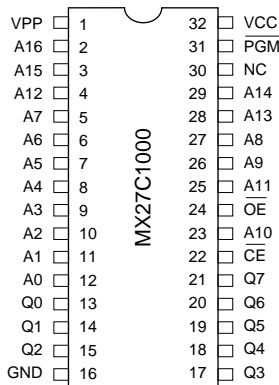 VPP 1 32 VCC
A16 2 31 PGM
A15 3 30 NC
A12 4 29 A14
A7 5 28 A13
A6 6 27 A8
A5 7 26 A9
A4 8 25 A11
A3 9 24 OE
A2 10 23 A10
A1 11 22 CE
A0 12 21 Q7
Q0 13 20 Q6
Q1 14 19 Q5
Q2 15 18 Q4
GND 16 17 Q3
MX27C1000